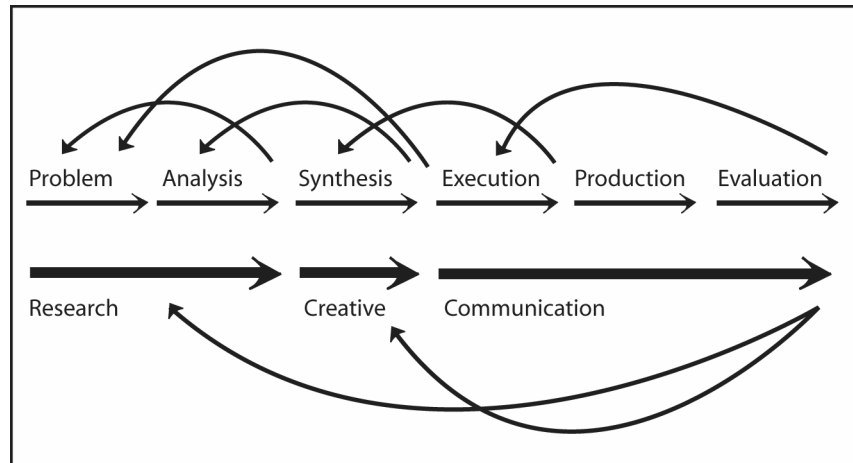 Problem Analysis Synthesis Execution Production Evaluation
Research Creative Communication